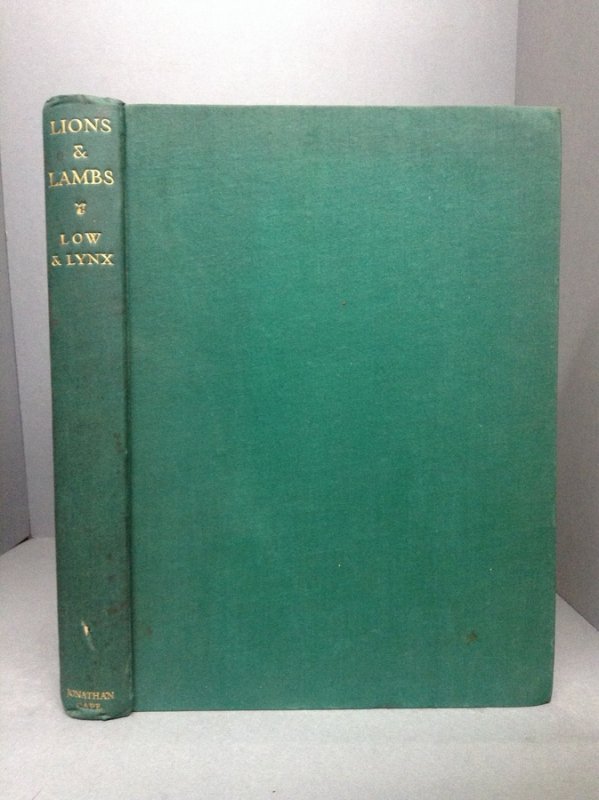 LIONS
&
LAMBS
LOW
& LYNX
JONATHAN
CAPE